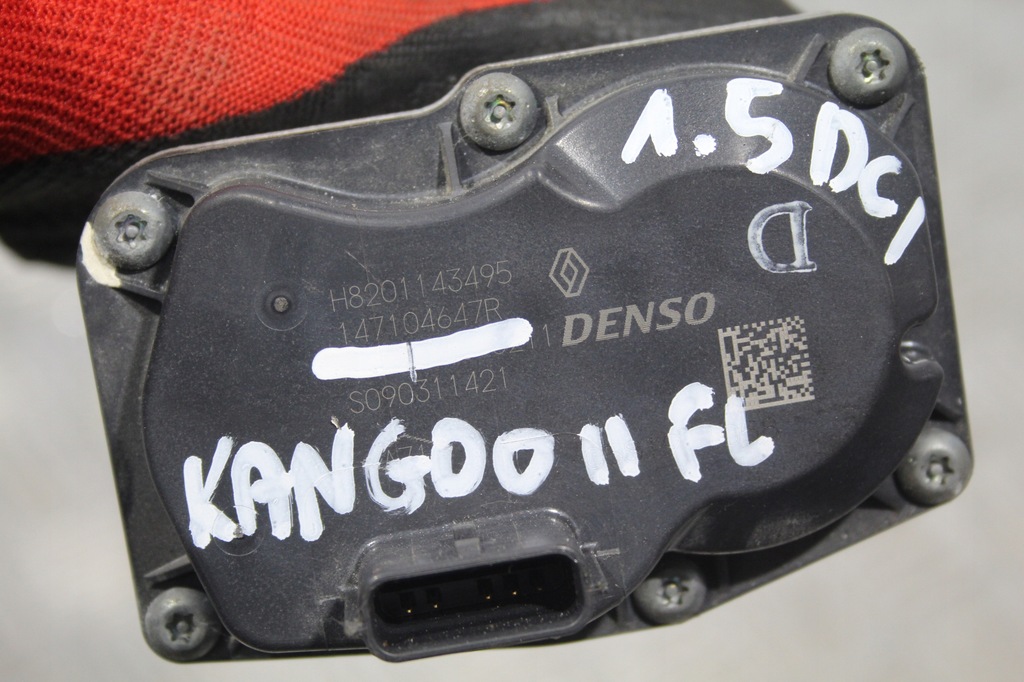 1.5 DCI
D
H8201143495
147104647R
DENSO
S090311421
KANGOO II FL